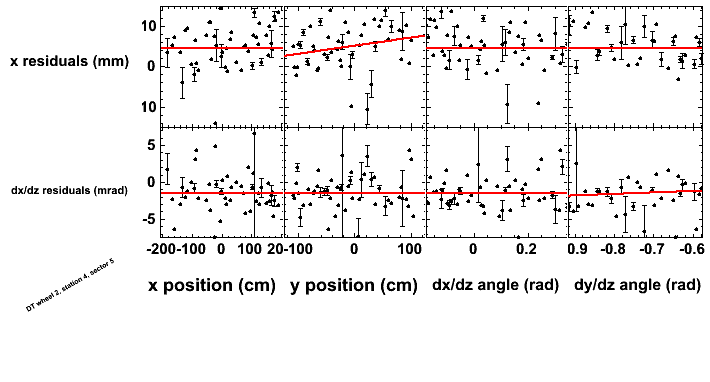 10
x residuals (mm)
0
10
5
dx/dz residuals (mrad)
0
-5
-200-100 0 100 20-100 0 100 0 0.2 0.9 -0.8 -0.7 -0.6
x position (cm) y position (cm) dx/dz angle (rad) dy/dz angle (rad)
DT wheel 2, station 4, sector 5